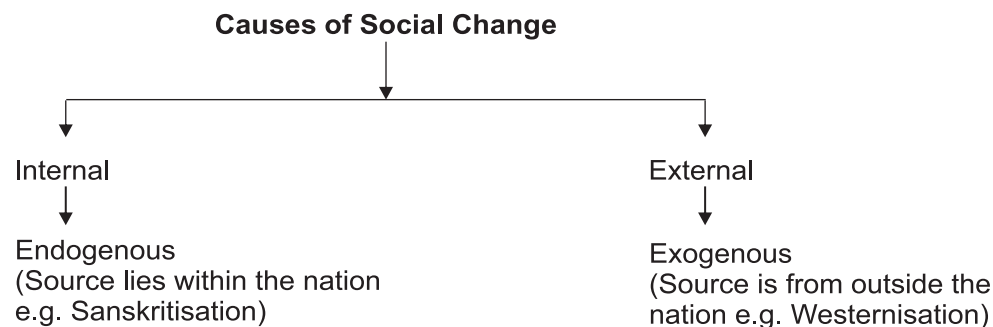 Causes of Social Change
Internal
External
Endogenous
(Source lies within the nation
e.g. Sanskritisation)
Exogenous
(Source is from outside the
nation e.g. Westernisation)